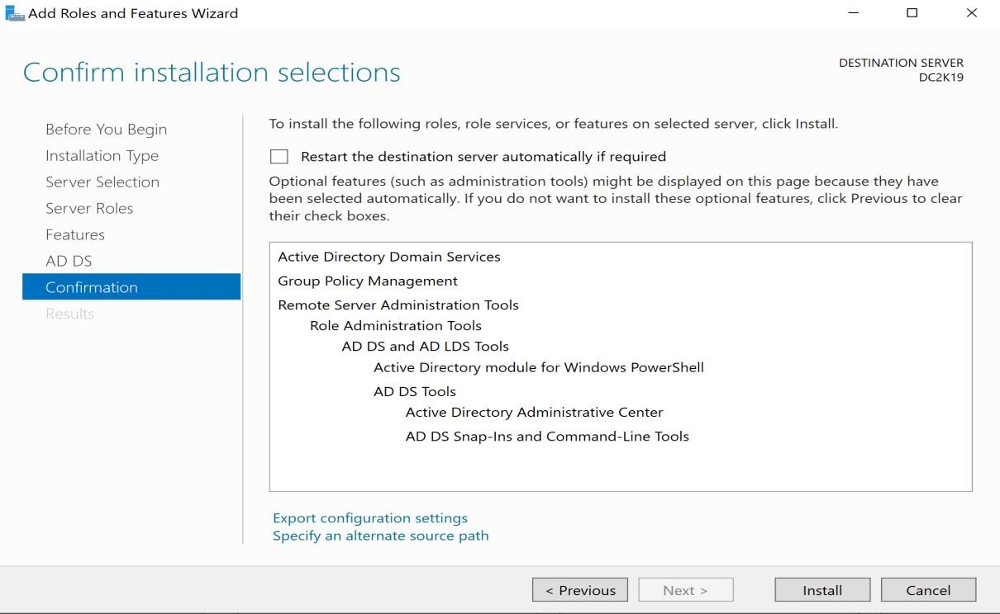 Add Roles and Features Wizard
Confirm installation selections
DESTINATION SERVER
DC2K19
Before You Begin
Installation Type
Server Selection
Server Roles
Features
AD DS
Confirmation
Results
To install the following roles, role services, or features on selected server, click Install.
Restart the destination server automatically if required
Optional features (such as administration tools) might be displayed on this page because they have
been selected automatically. If you do not want to install these optional features, click Previous to clear
their check boxes.
Active Directory Domain Services
Group Policy Management
Remote Server Administration Tools
Role Administration Tools
AD DS and AD LDS Tools
Active Directory module for Windows PowerShell
AD DS Tools
Active Directory Administrative Center
AD DS Snap-Ins and Command-Line Tools
Export configuration settings
Specify an alternate source path
< Previous
Next >
Install
Cancel